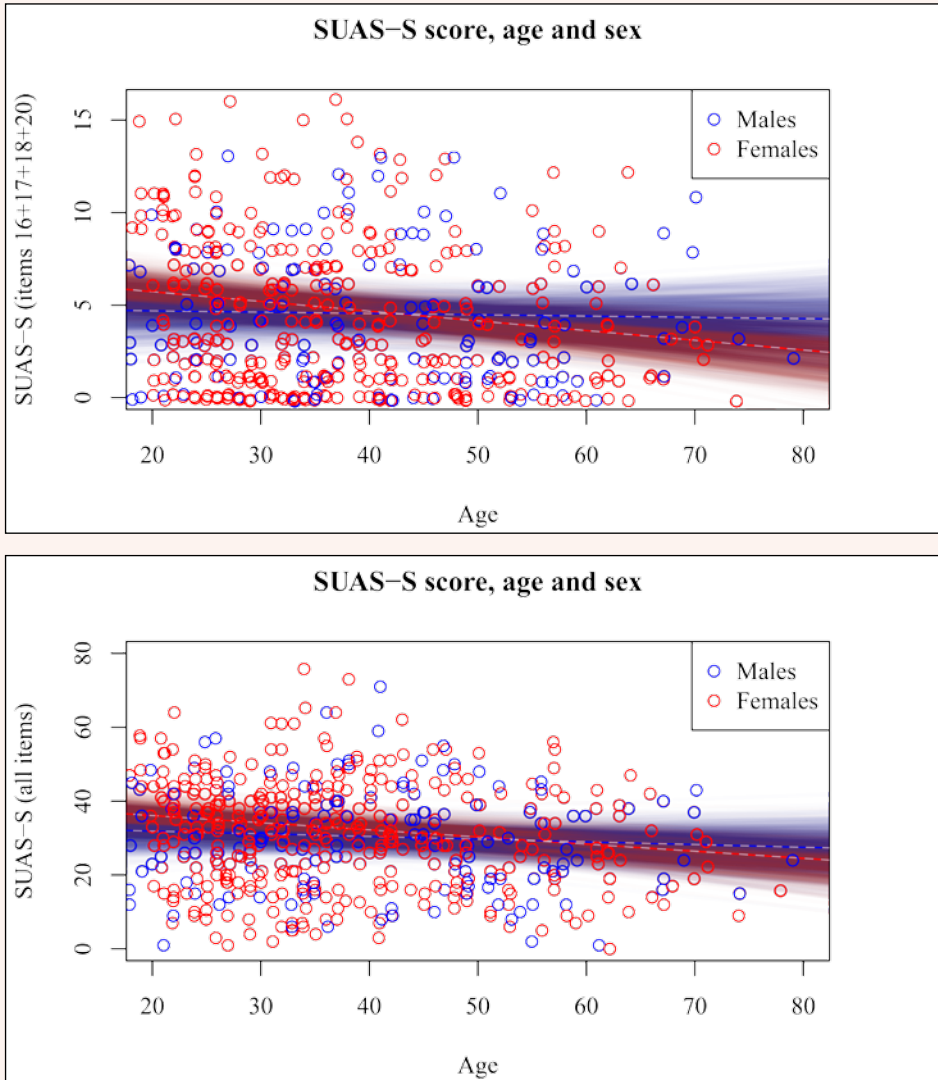 SUAS−S score, age and sex
SUAS−S (items 16+17+18+20)
15
10
5
0
Males
Females
20 30 40 50 60 70 80
Age
SUAS−S score, age and sex
SUAS−S (all items)
80
60
40
20
0
Males
Females
20 30 40 50 60 70 80
Age